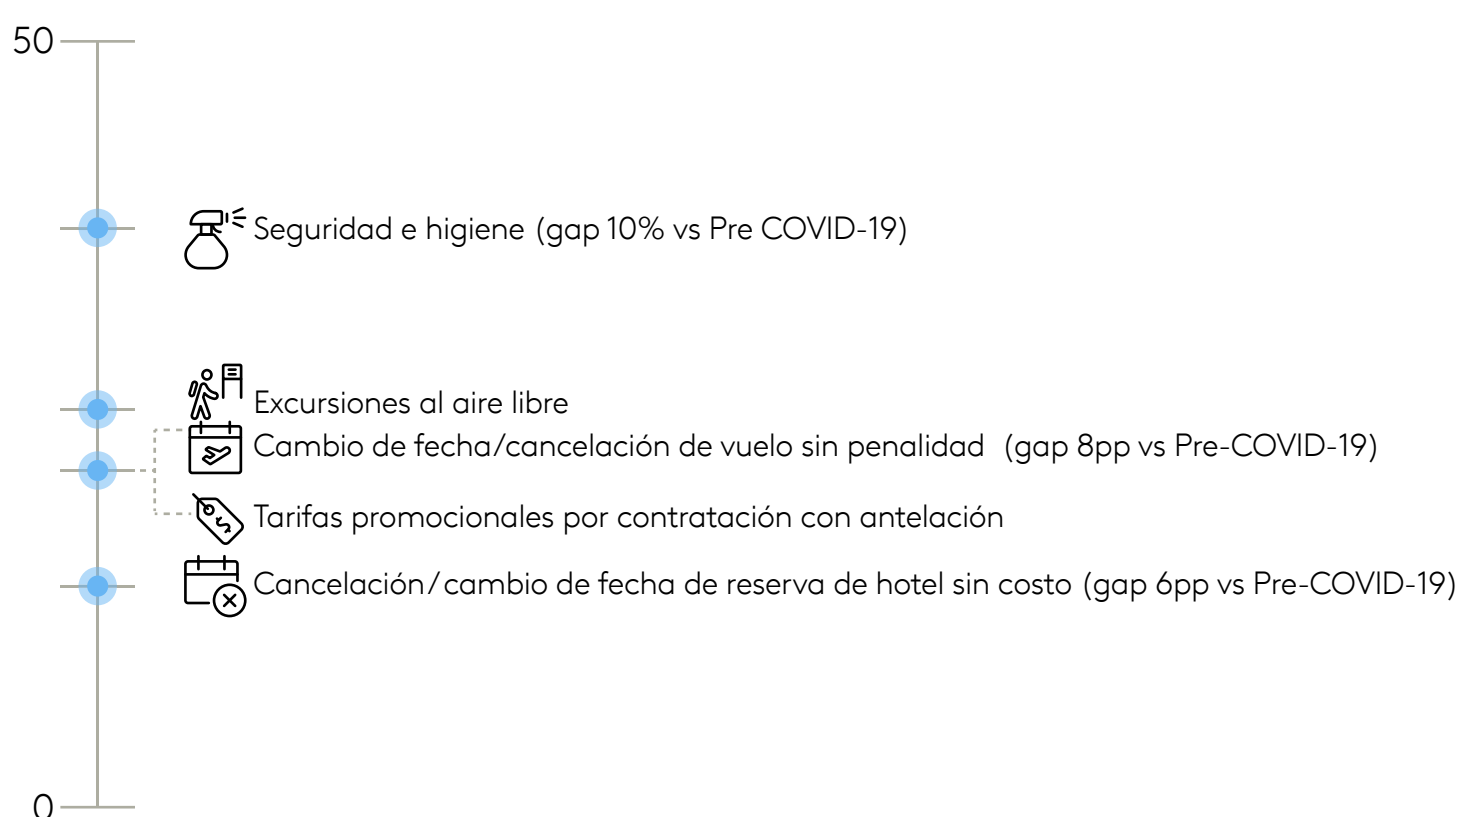 50
Seguridad e higiene (gap 10% vs Pre COVID-19)
Excursiones al aire libre
Cambio de fecha/cancelación de vuelo sin penalidad (gap 8pp vs Pre-COVID-19)
Tarifas promocionales por contratación con antelación
Cancelación/cambio de fecha de reserva de hotel sin costo (gap 6pp vs Pre-COVID-19)
0